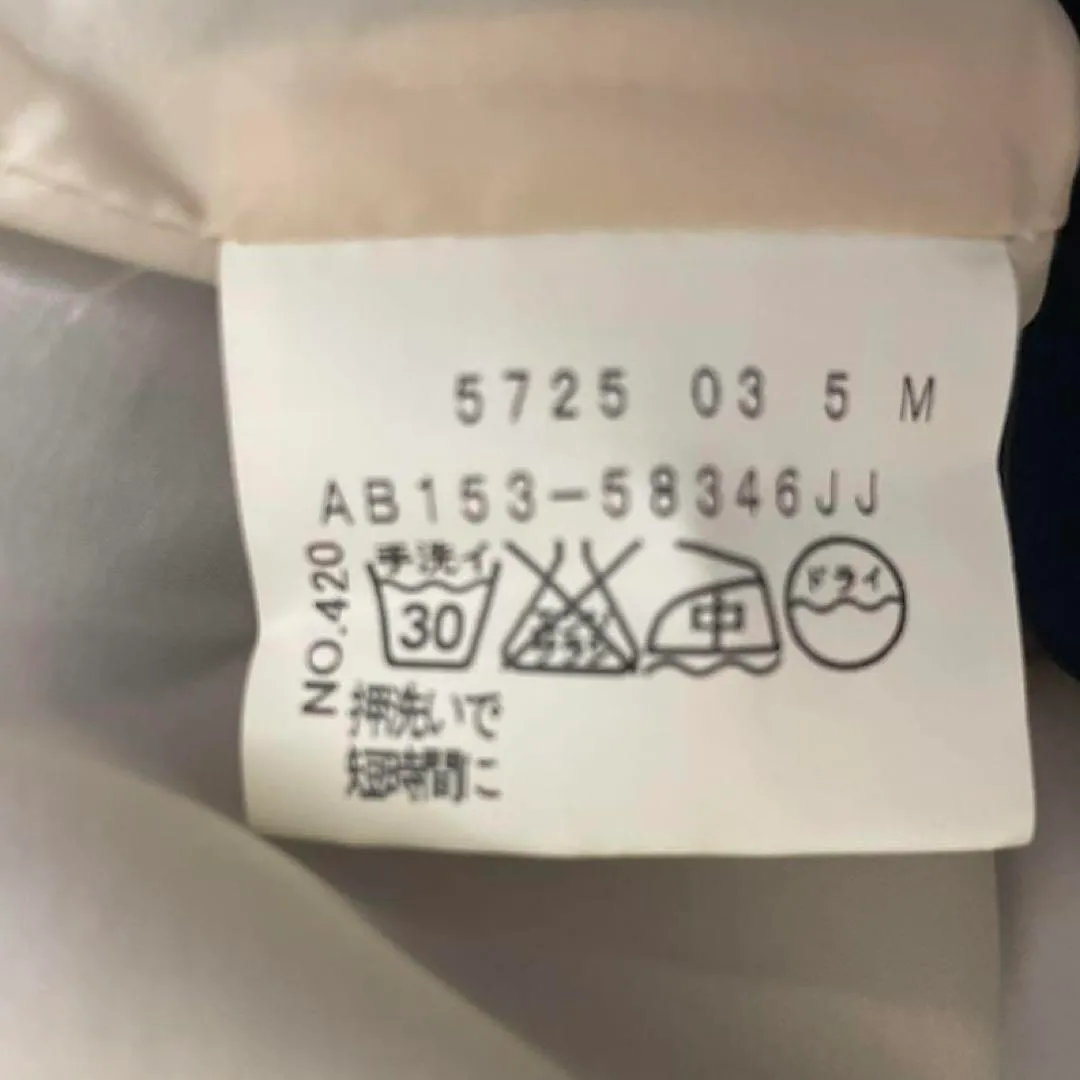 5725 03 5 M
AB153-58346JJ
NO.420
手洗イ
30
中
ドライ
押洗いで
短時間に